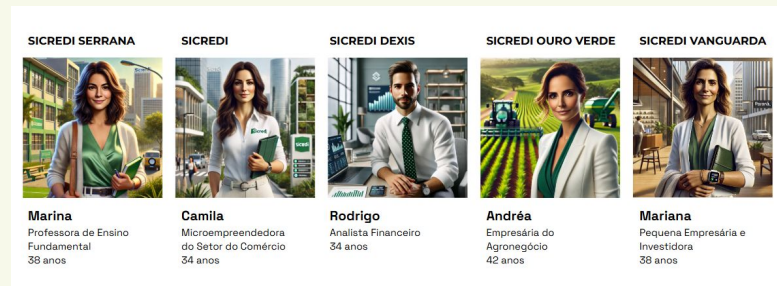 SICREDI SERRANA
SICREDI
SICREDI DEXIS
SICREDI OURO VERDE
SICREDI VANGUARDA
Marina
Professora de Ensino
Fundamental
38 anos
Camila
Microempreendedora
do Setor do Comércio
34 anos
Rodrigo
Analista Financeiro
34 anos
Andréa
Empresária do
Agronegócio
42 anos
Mariana
Pequena Empresária e
Investidora
38 anos